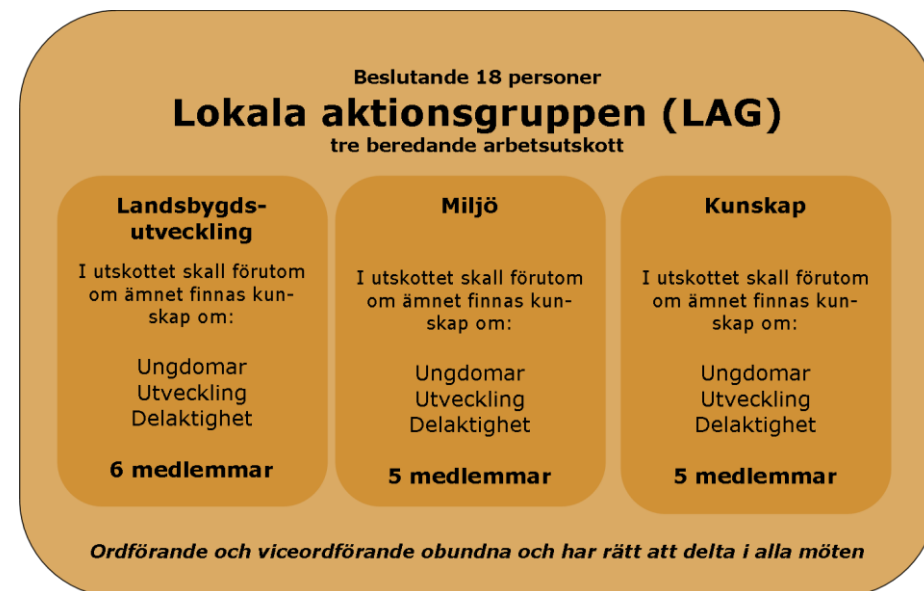 Beslutande 18 personer
Lokala aktionsgruppen (LAG)
tre beredande arbetsutskott
Landsbygds-
utveckling
I utskottet skall förutom
om ämnet finnas kun-
skap om:
Ungdomar
Utveckling
Delaktighet
6 medlemmar
Miljö
I utskottet skall förutom
om ämnet finnas kun-
skap om:
Ungdomar
Utveckling
Delaktighet
5 medlemmar
Kunskap
I utskottet skall förutom
om ämnet finnas kun-
skap om:
Ungdomar
Utveckling
Delaktighet
5 medlemmar
Ordförande och viceordförande obundna och har rätt att delta i alla möten